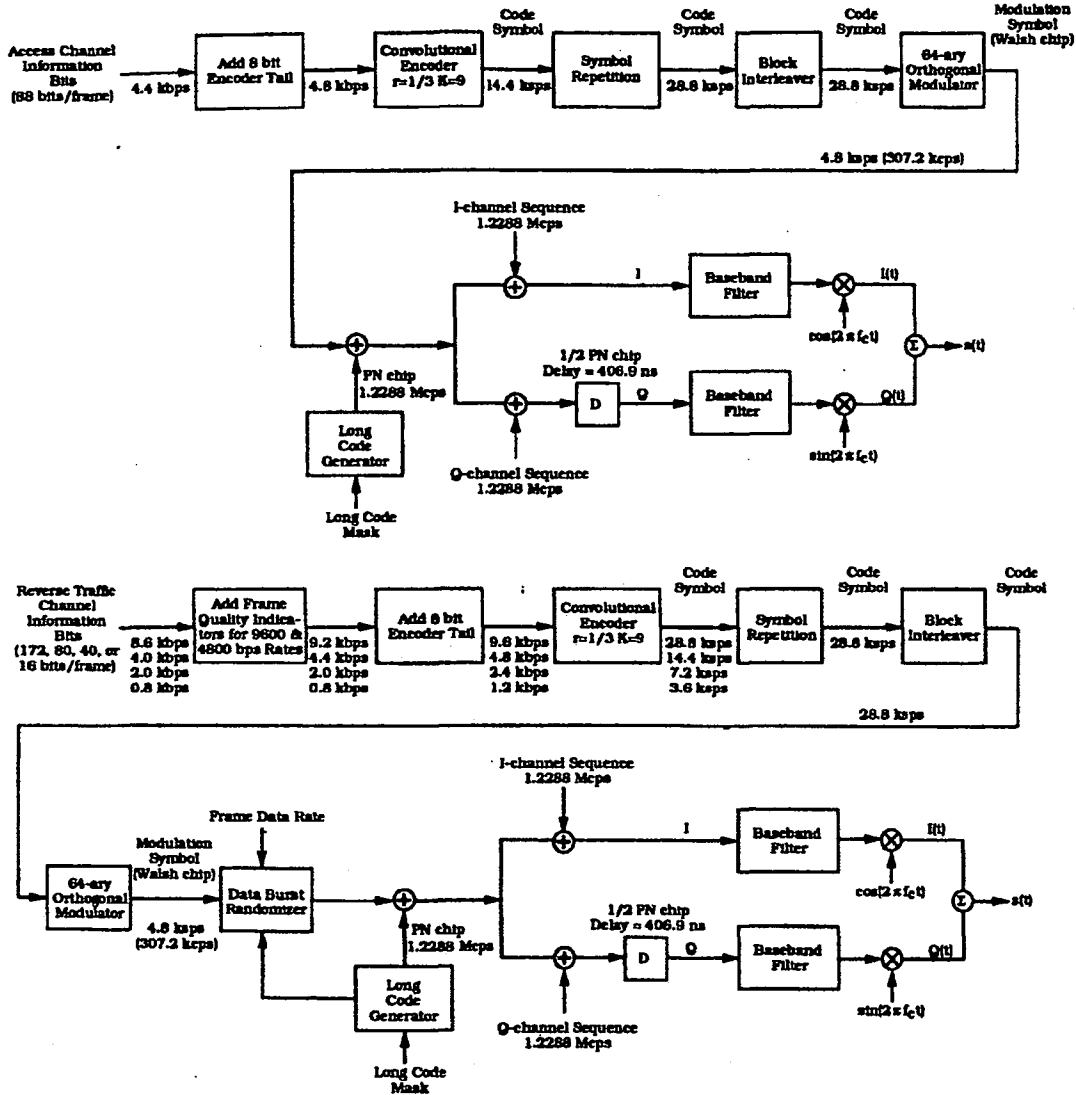 Access Channel
Information
Bits
(88 bits/frame)
4.4 kbps
Add 8 bit
Encoder Tail
4.8 kbps
Convolutional
Encoder
r=1/3 K=9
Code
Symbol
14.4 ksps
Symbol
Repetition
Code
Symbol
28.8 ksps
Block
Interleaver
Code
Symbol
28.8 ksps
64-ary
Orthogonal
Modulator
Modulation
Symbol
(Walsh chip)
4.8 ksps (307.2 kcps)
I-channel Sequence
1.2288 Mcps
I
Baseband
Filter
I(t)
cos(2 π fct)
PN chip
1.2288 Mcps
Long
Code
Generator
Long Code
Mask
1/2 PN chip
Delay = 406.9 ns
D
Q
Baseband
Filter
Q(t)
sin(2 π fct)
Σ
s(t)
Q-channel Sequence
1.2288 Mcps
Reverse Traffic
Channel
Information
Bits
(172, 80, 40, or
16 bits/frame)
8.6 kbps
4.0 kbps
2.0 kbps
0.8 kbps
Add Frame
Quality Indica-
tors for 9600 &
4800 bps Rates
9.2 kbps
4.4 kbps
2.0 kbps
0.8 kbps
Add 8 bit
Encoder Tail
9.6 kbps
4.8 kbps
2.4 kbps
1.2 kbps
Convolutional
Encoder
r=1/3 K=9
Code
Symbol
28.8 ksps
14.4 ksps
7.2 ksps
3.6 ksps
Symbol
Repetition
Code
Symbol
28.8 ksps
Block
Interleaver
Code
Symbol
28.8 ksps
64-ary
Orthogonal
Modulator
Modulation
Symbol
(Walsh chip)
4.8 ksps
(307.2 kcps)
Frame Data Rate
Data Burst
Randomizer
PN chip
1.2288 Mcps
Long
Code
Generator
Long Code
Mask
I-channel Sequence
1.2288 Mcps
I
Baseband
Filter
I(t)
cos(2 π fct)
1/2 PN chip
Delay = 406.9 ns
D
Q
Baseband
Filter
Q(t)
sin(2 π fct)
Σ
s(t)
Q-channel Sequence
1.2288 Mcps